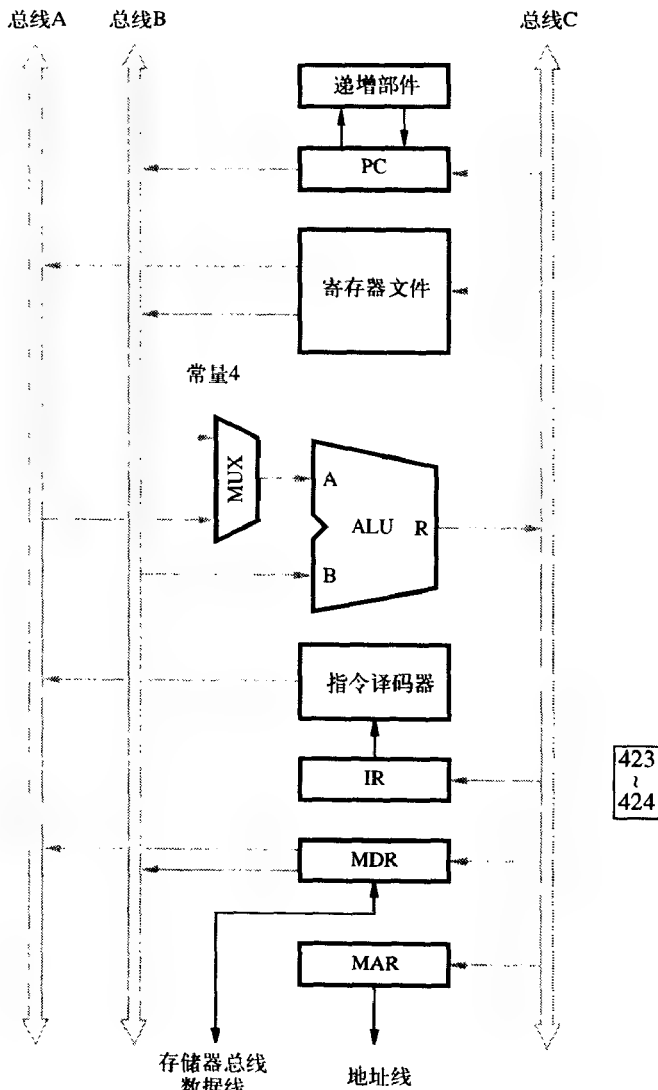 总线A 总线B 总线C
递增部件
PC
寄存器文件
常量4
MUX
A
ALU R
B
指令译码器
IR
423
~
424
MDR
MAR
存储器总线
数据线
地址线